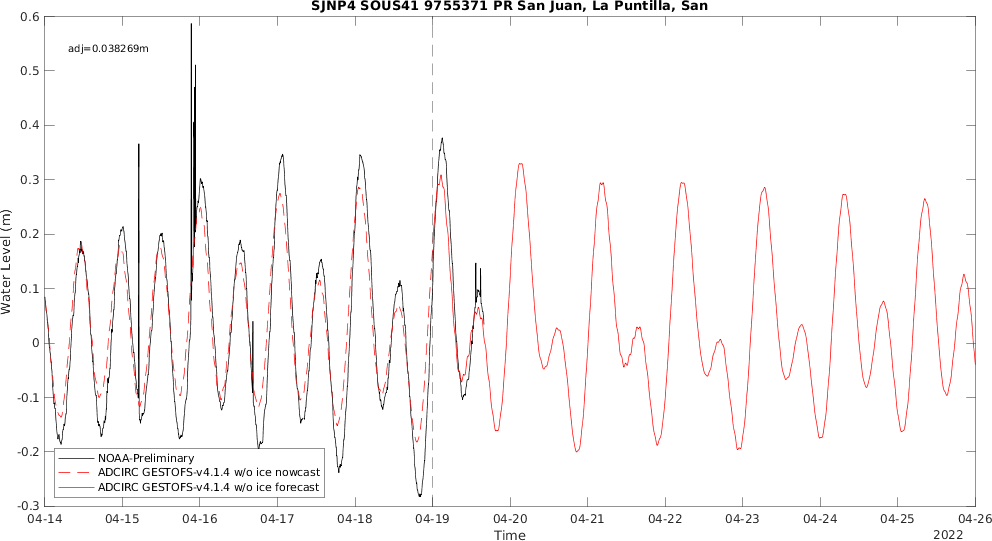 SJNP4 SOUS41 9755371 PR San Juan, La Puntilla, San
adj=0.038269m
0.6
0.5
0.4
0.3
0.2
0.1
0
-0.1
-0.2
-0.3
Water Level (m)
NOAA-Preliminary
ADCIRC GESTOFS-v4.1.4 w/o ice nowcast
ADCIRC GESTOFS-v4.1.4 w/o ice forecast
04-14 04-15 04-16 04-17 04-18 04-19 04-20 04-21 04-22 04-23 04-24 04-25 04-26
Time
2022